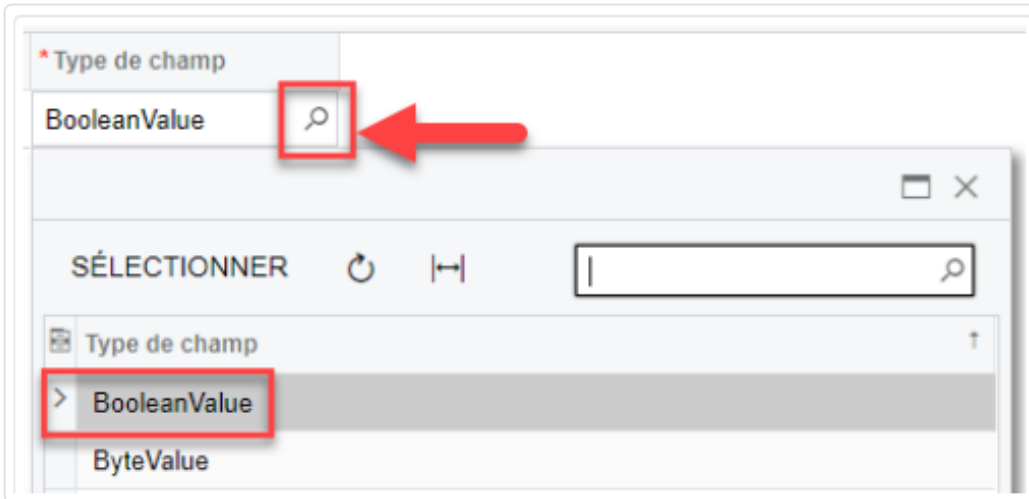 * Type de champ
BooleanValue
SÉLECTIONNER
Type de champ
BooleanValue
ByteValue